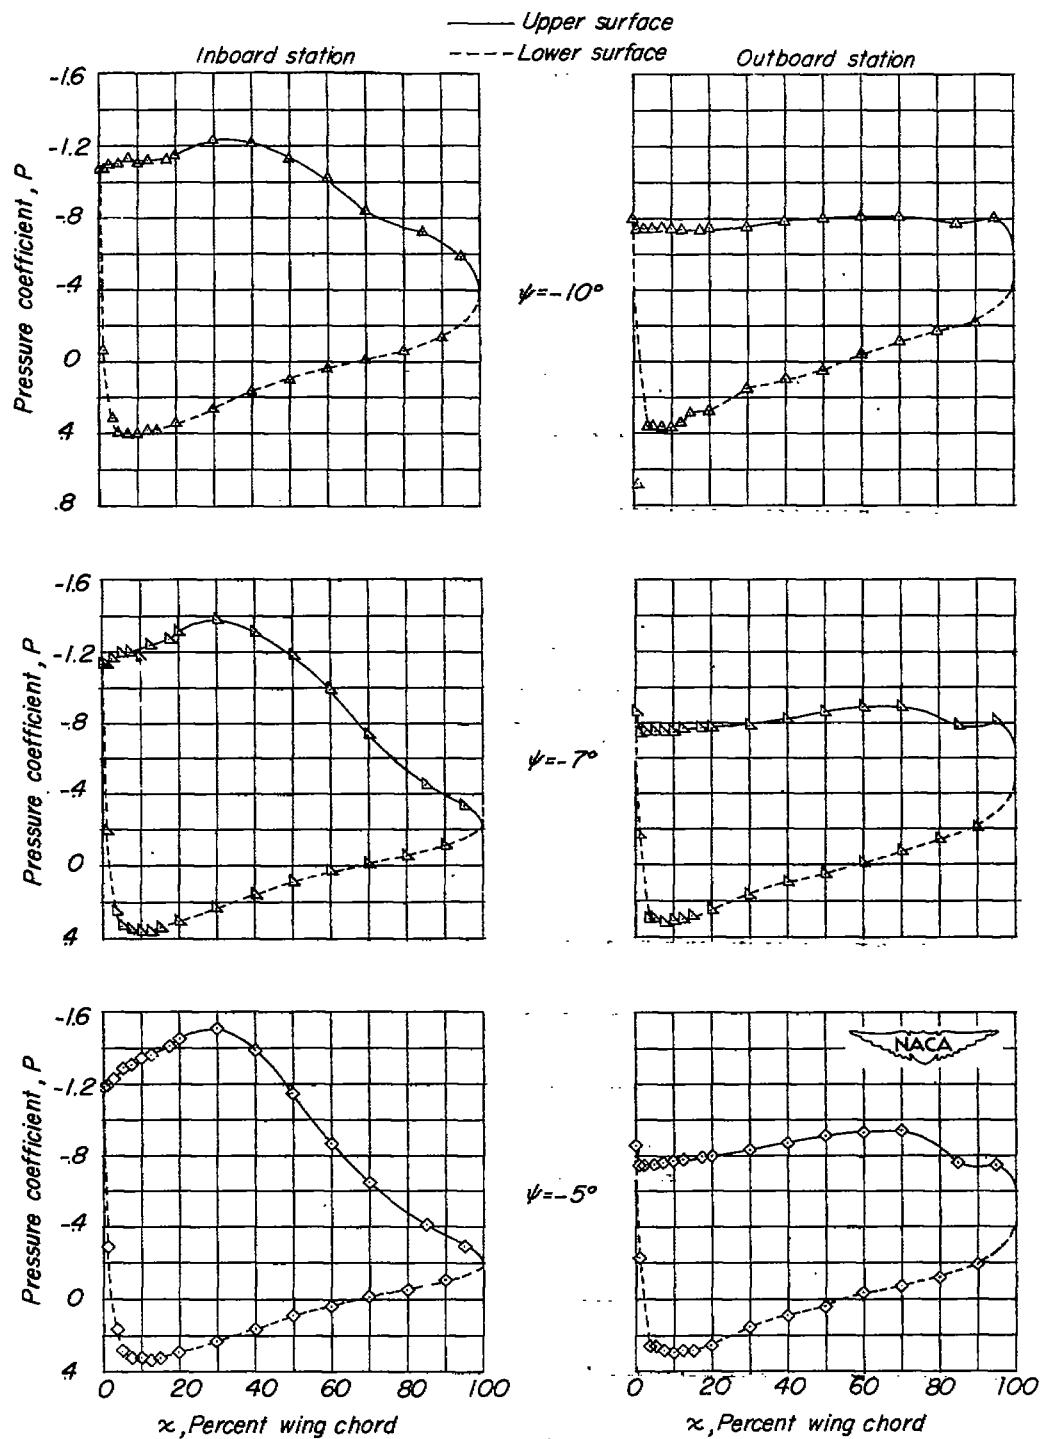 Upper surface
Lower surface
Inboard station
Outboard station
Pressure coefficient, P
-1.6
-1.2
-.8
-.4
0
.4
.8
ψ=-10°
Pressure coefficient, P
-1.6
-1.2
-.8
-.4
0
.4
ψ=-7°
Pressure coefficient, P
-1.6
-1.2
-.8
-.4
0
.4
ψ=-5°
NACA
0 20 40 60 80 100
0 20 40 60 80 100
x, Percent wing chord
x, Percent wing chord